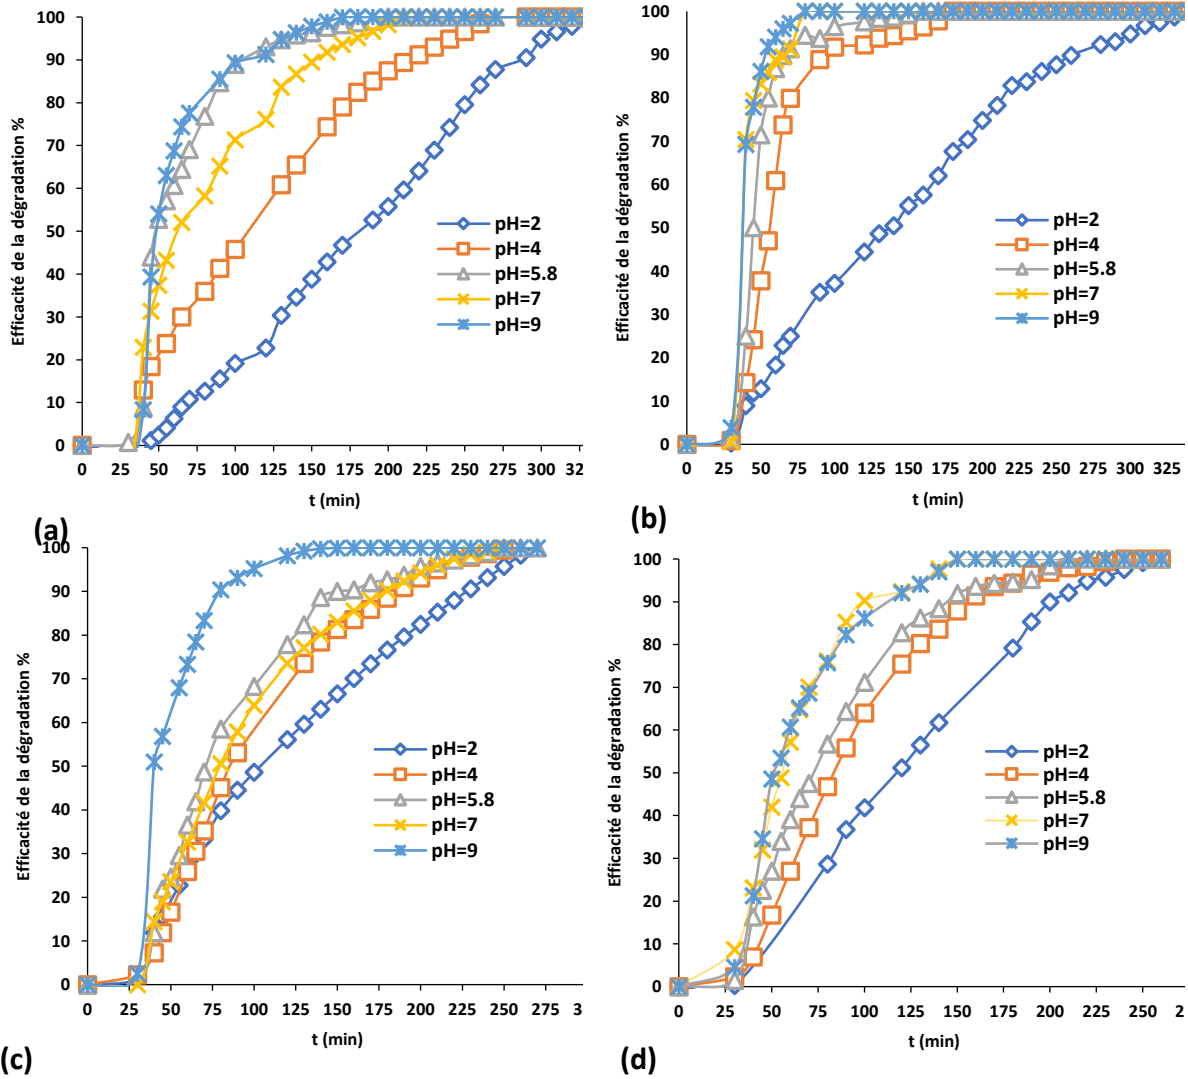 Efficacité de la dégradation %
100
90
80
70
60
50
40
30
20
10
0
pH=2
pH=4
pH=5.8
pH=7
pH=9
0 25 50 75 100 125 150 175 200 225 250 275 300 32
t (min)
(a)
Efficacité de la dégradation %
100
90
80
70
60
50
40
30
20
10
0
pH=2
pH=4
pH=5.8
pH=7
pH=9
0 25 50 75 100 125 150 175 200 225 250 275 300 325
t (min)
(b)
Efficacité de la dégradation %
100
90
80
70
60
50
40
30
20
10
0
pH=2
pH=4
pH=5.8
pH=7
pH=9
0 25 50 75 100 125 150 175 200 225 250 275 3
t (min)
(c)
Efficacité de la dégradation %
100
90
80
70
60
50
40
30
20
10
0
pH=2
pH=4
pH=5.8
pH=7
pH=9
0 25 50 75 100 125 150 175 200 225 250 2
t (min)
(d)